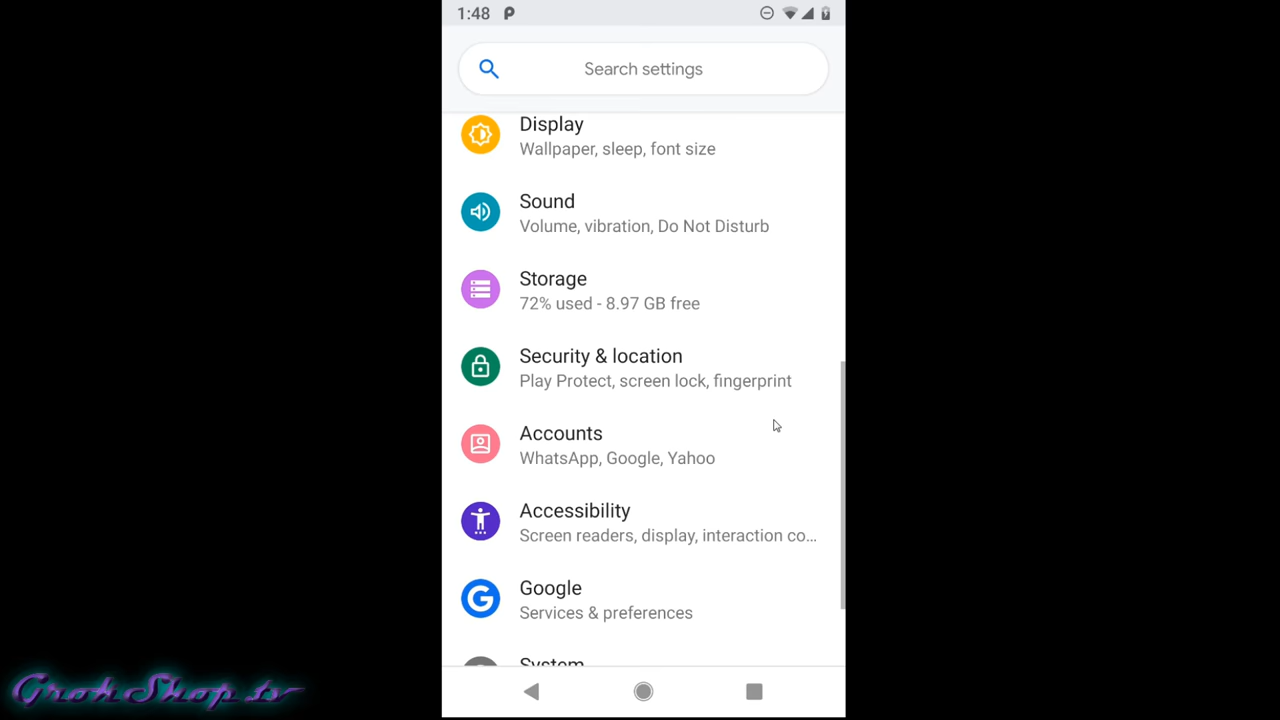 1:48
Search settings
Display
Wallpaper, sleep, font size
Sound
Volume, vibration, Do Not Disturb
Storage
72% used - 8.97 GB free
Security & location
Play Protect, screen lock, fingerprint
Accounts
WhatsApp, Google, Yahoo
Accessibility
Screen readers, display, interaction co...
Google
Services & preferences
System
GrokShop.tv